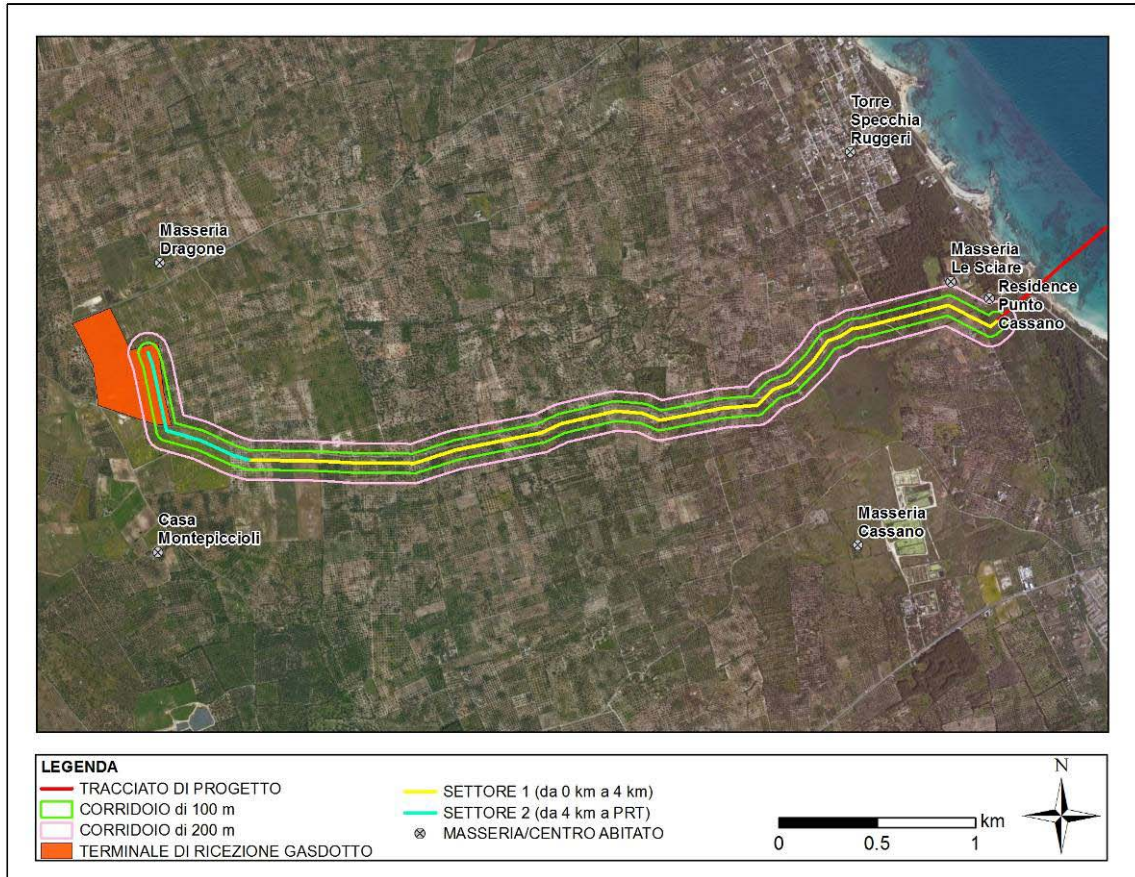 Torre
Specchia
Ruggeri
Masseria
Dragone
Masseria
Le Sciare
Residence
Punto
Cassano
Masseria
Cassano
Casa
Montepiccioli
LEGENDA
TRACCIATO DI PROGETTO
CORRIDOIO di 100 m
CORRIDOIO di 200 m
TERMINALE DI RICEZIONE GASDOTTO
SETTORE 1 (da 0 km a 4 km)
SETTORE 2 (da 4 km a PRT)
MASSERIA/CENTRO ABITATO
km
0 0.5 1
N